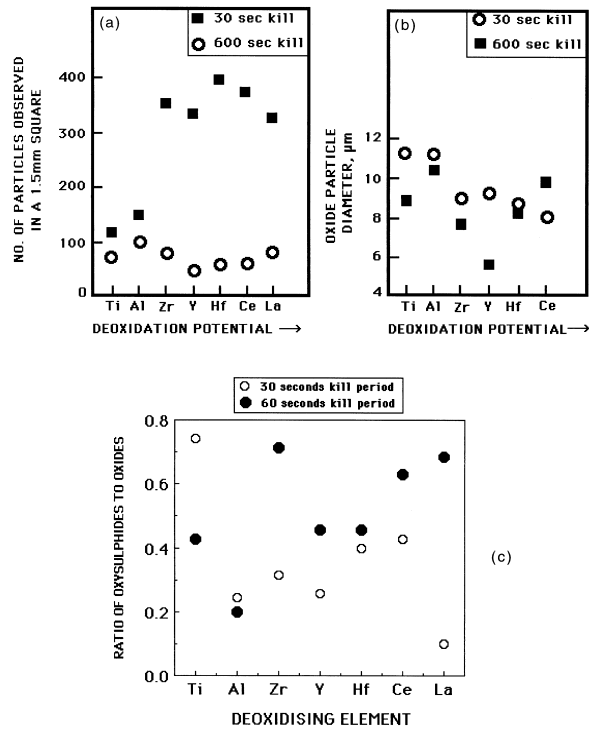 (a)
30 sec kill
600 sec kill
NO. OF PARTICLES OBSERVED
IN A 1.5mm SQUARE
400
300
200
100
0
Ti Al Zr Y Hf Ce La
DEOXIDATION POTENTIAL →
(b)
30 sec kill
600 sec kill
OXIDE PARTICLE
DIAMETER, µm
12
10
8
6
4
Ti Al Zr Y Hf Ce
DEOXIDATION POTENTIAL→
30 seconds kill period
60 seconds kill period
RATIO OF OXYSULPHIDES TO OXIDES
0.8
0.6
0.4
0.2
0.0
Ti Al Zr Y Hf Ce La
DEOXIDISING ELEMENT
(c)